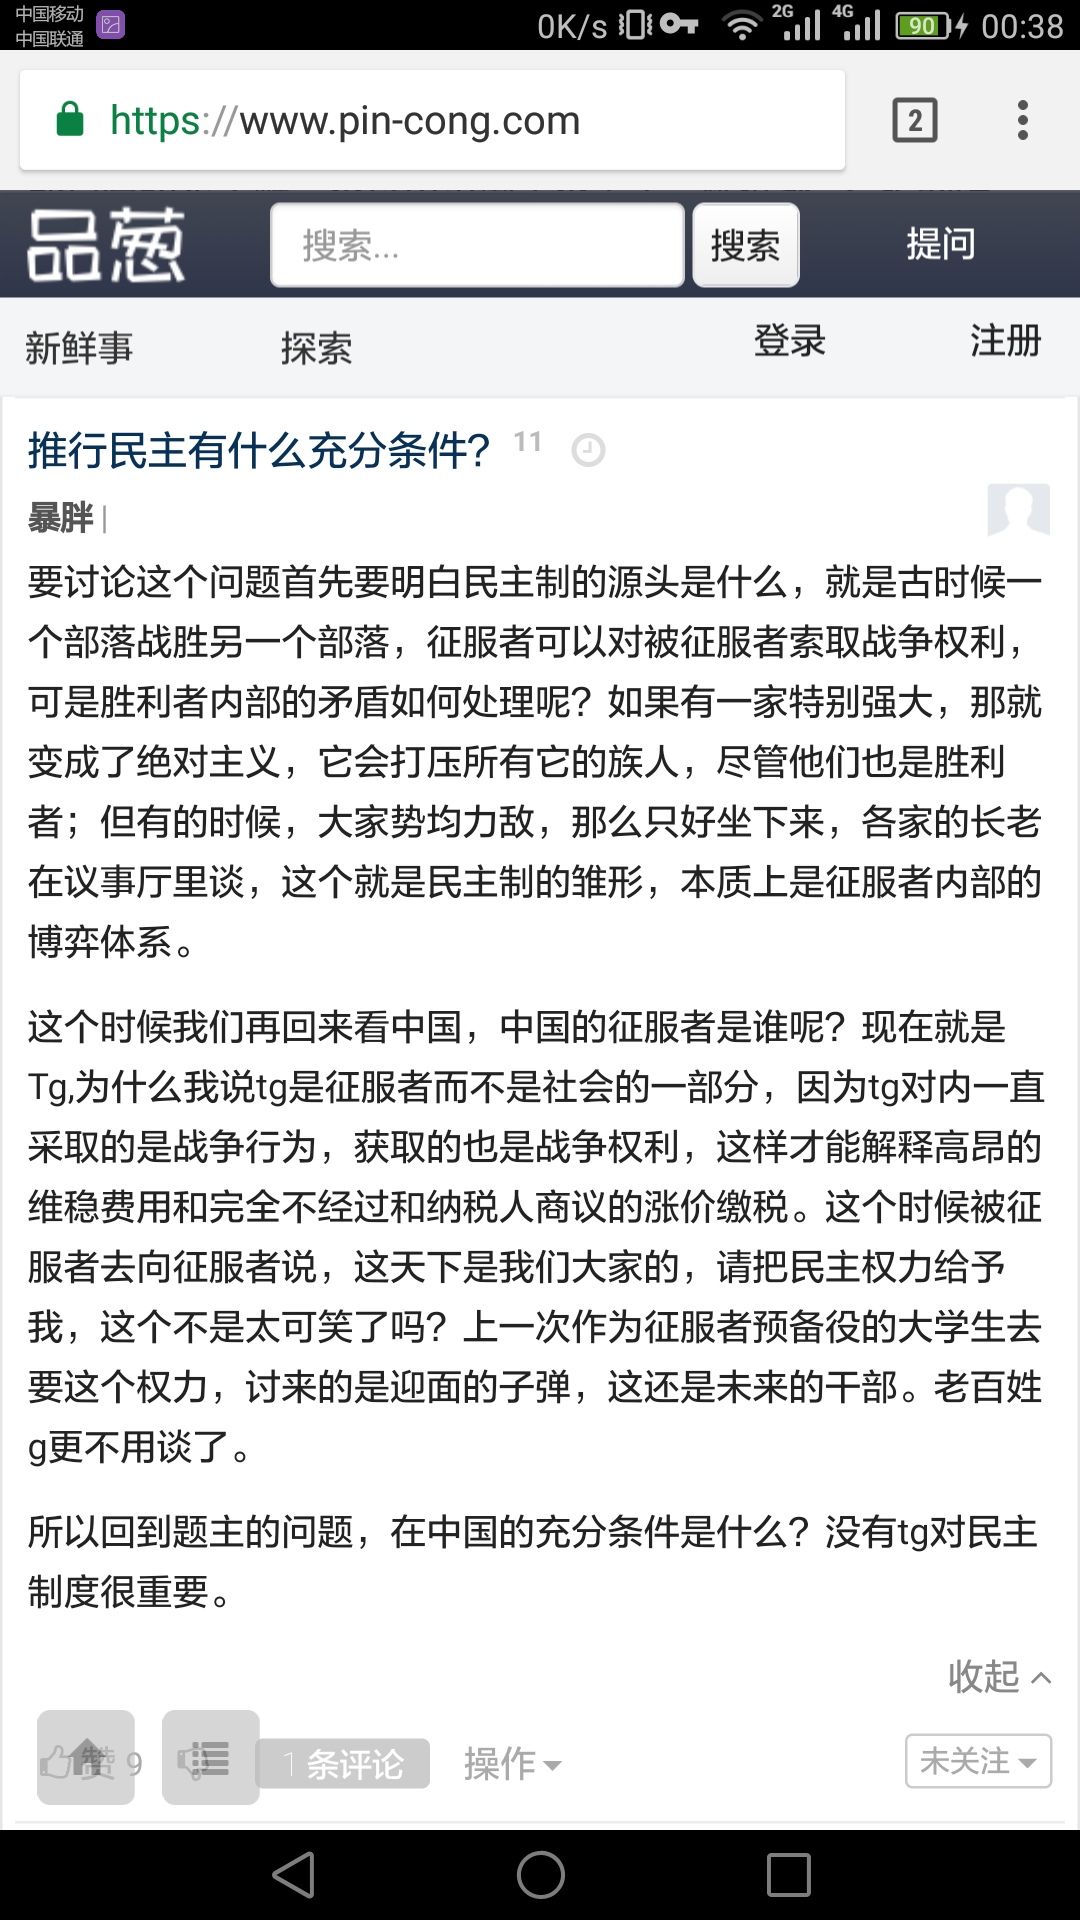 中国移动
中国联通
0K/s 2G 4G 90 00:38
https://www.pin-cong.com 2
品葱 搜索... 搜索 提问
新鲜事 探索 登录 注册
推行民主有什么充分条件? 11
暴胖 |
要讨论这个问题首先要明白民主制的源头是什么，就是古时候一
个部落战胜另一个部落，征服者可以对被征服者索取战争权利，
可是胜利者内部的矛盾如何处理呢？如果有一家特别强大，那就
变成了绝对主义，它会打压所有它的族人，尽管他们也是胜利
者；但有的时候，大家势均力敌，那么只好坐下来，各家的长老
在议事厅里谈，这个就是民主制的雏形，本质上是征服者内部的
博弈体系。
这个时候我们再回来看中国，中国的征服者是谁呢？现在就是
Tg,为什么我说tg是征服者而不是社会的一部分，因为tg对内一直
采取的是战争行为，获取的也是战争权利，这样才能解释高昂的
维稳费用和完全不经过和纳税人商议的涨价缴税。这个时候被征
服者去向征服者说，这天下是我们大家的，请把民主权力给予
我，这个不是太可笑了吗？上一次作为征服者预备役的大学生去
要这个权力，讨来的是迎面的子弹，这还是未来的干部。老百姓
g更不用谈了。
所以回到题主的问题，在中国的充分条件是什么？没有tg对民主
制度很重要。
收起
赞 9 1 条评论 操作 未关注